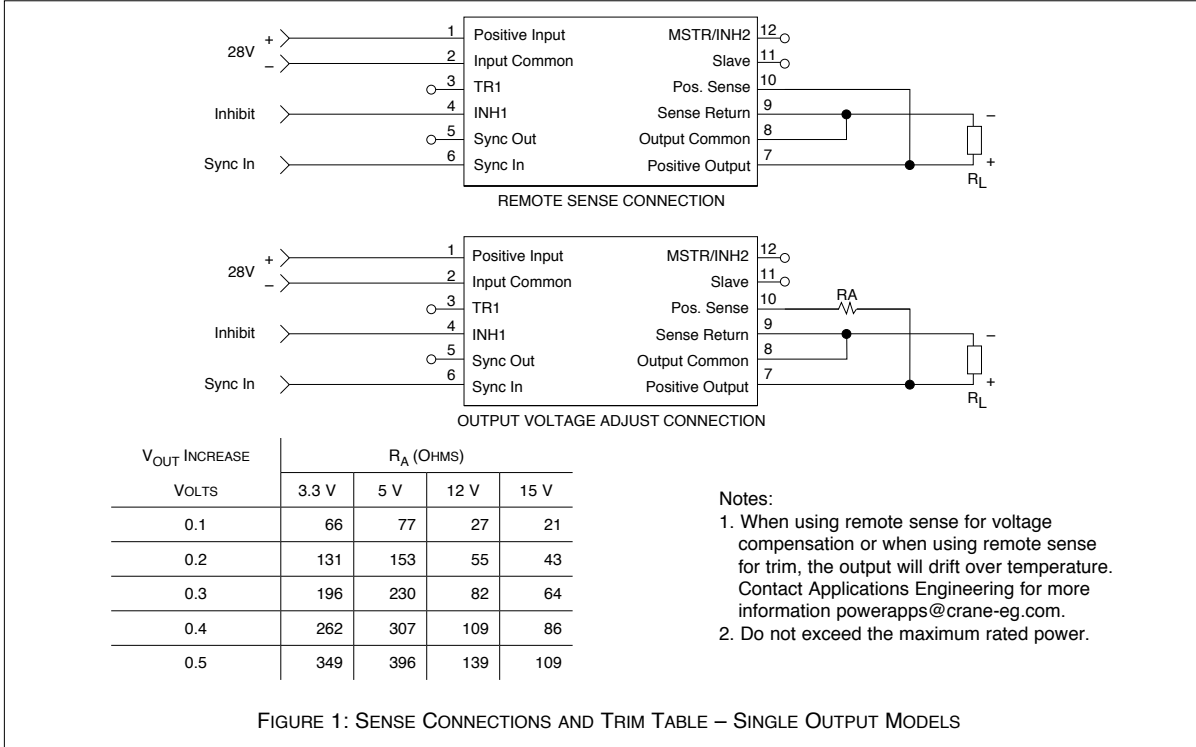 28V
+
–
Inhibit
Sync In
1 Positive Input
2 Input Common
3 TR1
4 INH1
5 Sync Out
6 Sync In
MSTR/INH2 12
Slave 11
Pos. Sense 10
Sense Return 9
Output Common 8
Positive Output 7
–
+
RL
REMOTE SENSE CONNECTION
28V
+
–
Inhibit
Sync In
1 Positive Input
2 Input Common
3 TR1
4 INH1
5 Sync Out
6 Sync In
MSTR/INH2 12
Slave 11
Pos. Sense 10
Sense Return 9
Output Common 8
Positive Output 7
RA
–
+
RL
OUTPUT VOLTAGE ADJUST CONNECTION
VOUT INCREASE RA (OHMS)
VOLTS 3.3 V 5 V 12 V 15 V
0.1 66 77 27 21
0.2 131 153 55 43
0.3 196 230 82 64
0.4 262 307 109 86
0.5 349 396 139 109
Notes:
1. When using remote sense for voltage
compensation or when using remote sense
for trim, the output will drift over temperature.
Contact Applications Engineering for more
information powerapps@crane-eg.com.
2. Do not exceed the maximum rated power.
FIGURE 1: SENSE CONNECTIONS AND TRIM TABLE – SINGLE OUTPUT MODELS